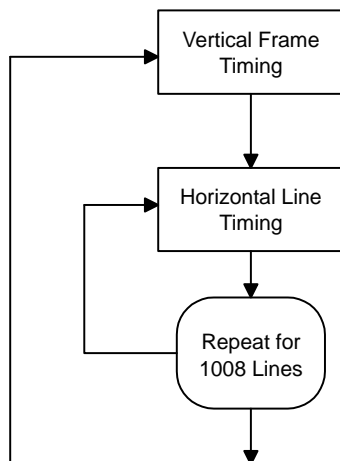 Vertical Frame
Timing
Horizontal Line
Timing
Repeat for
1008 Lines